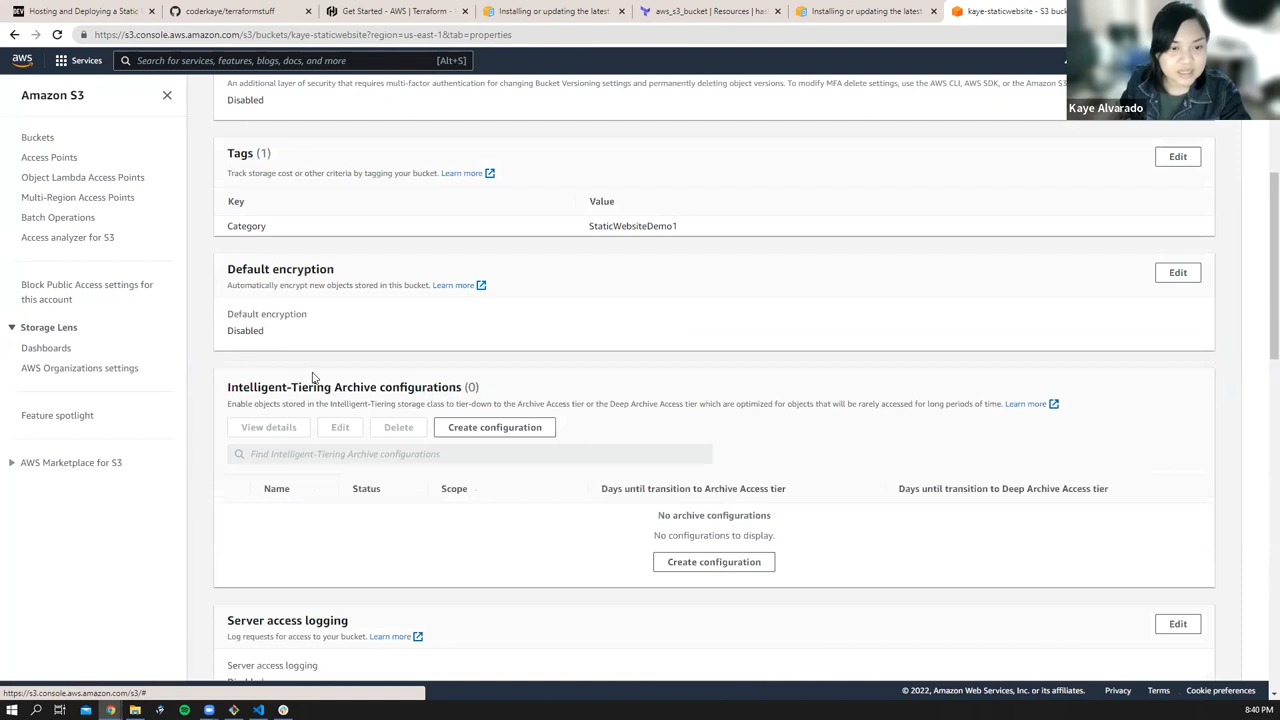 Hosting and Building a Static
coderkaye/terraformstuff
Get Started - AWS | Terraform -
Installing or updating the latest
aws_s3_bucket | Resources | has
Installing or updating the latest
kaye-staticwebsite - S3 buc
https://s3.console.aws.amazon.com/s3/buckets/kaye-staticwebsite?region=us-east-1&tab=properties
aws
Services
Search for services, features, blogs, docs, and more
[Alt+S]
Kaye Alvarado
Amazon S3
Buckets
Access Points
Object Lambda Access Points
Multi-Region Access Points
Batch Operations
Access analyzer for S3
Block Public Access settings for
this account
Storage Lens
Dashboards
AWS Organizations settings
Feature spotlight
AWS Marketplace for S3
An additional layer of security that requires multi-factor authentication for changing Bucket Versioning settings and permanently deleting object versions. To modify MFA delete settings, use the AWS CLI, AWS SDK, or the Amazon S3
Disabled
Tags (1)
Edit
Track storage cost or other criteria by tagging your bucket. Learn more
Key
Value
Category
StaticWebsiteDemo1
Default encryption
Edit
Automatically encrypt new objects stored in this bucket. Learn more
Default encryption
Disabled
Intelligent-Tiering Archive configurations (0)
Enable objects stored in the Intelligent-Tiering storage class to tier-down to the Archive Access tier or the Deep Archive Access tier which are optimized for objects that will be rarely accessed for long periods of time. Learn more
View details
Edit
Delete
Create configuration
Find Intelligent-Tiering Archive configurations
Name
Status
Scope
Days until transition to Archive Access tier
Days until transition to Deep Archive Access tier
No archive configurations
No configurations to display.
Create configuration
Server access logging
Edit
Log requests for access to your bucket. Learn more
Server access logging
https://s3.console.aws.amazon.com/s3/#
© 2022, Amazon Web Services, Inc. or its affiliates.
Privacy
Terms
Cookie preferences
8:40 PM